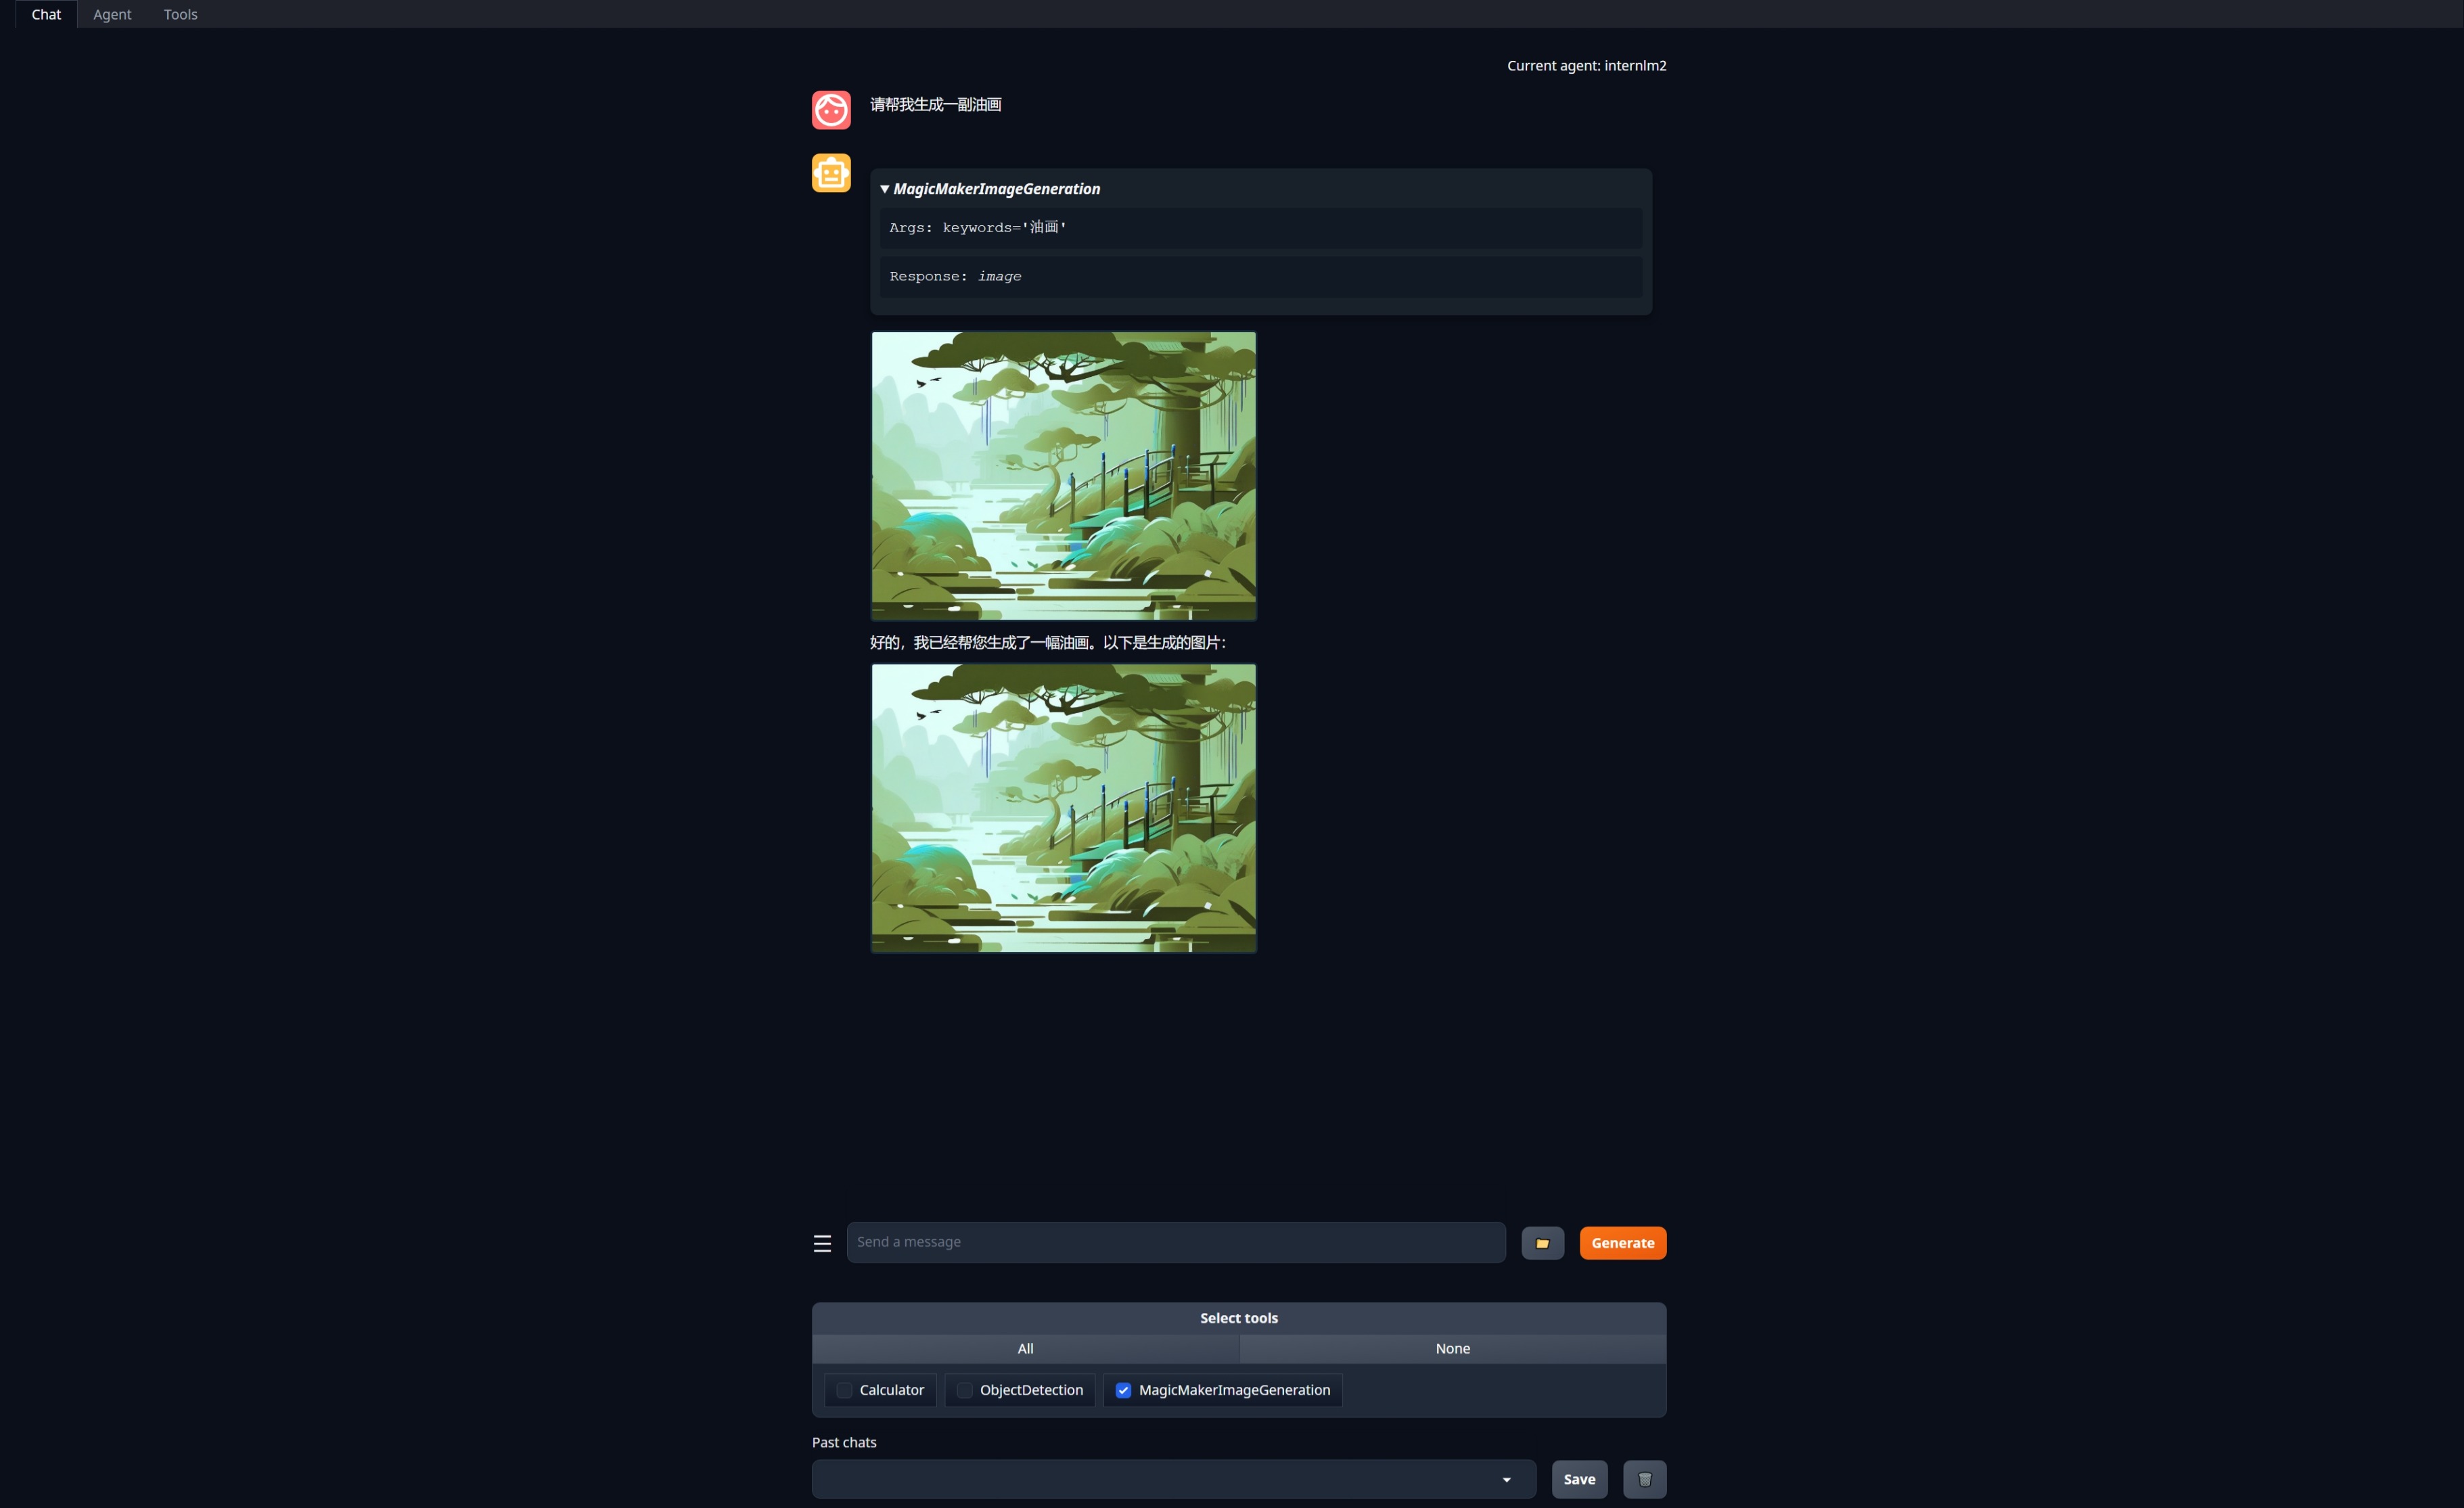 Chat Agent Tools
Current agent: internlm2
请帮我生成一副油画
▼ MagicMakerImageGeneration
Args: keywords='油画'
Response: image
好的，我已经帮您生成了一幅油画。以下是生成的图片：
Send a message
Generate
Select tools
All None
Calculator ObjectDetection MagicMakerImageGeneration
Past chats
Save